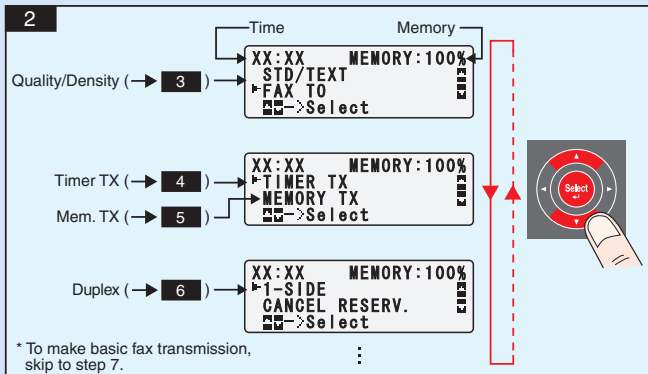 2
Time
Memory
XX:XX MEMORY:100%
Quality/Density (→ 3 )
STD/TEXT
FAX TO
->Select
XX:XX MEMORY:100%
Timer TX (→ 4 )
TIMER TX
Mem. TX (→ 5 )
MEMORY TX
->Select
Select
XX:XX MEMORY:100%
Duplex (→ 6 )
1-SIDE
CANCEL RESERV.
->Select
* To make basic fax transmission,
skip to step 7.